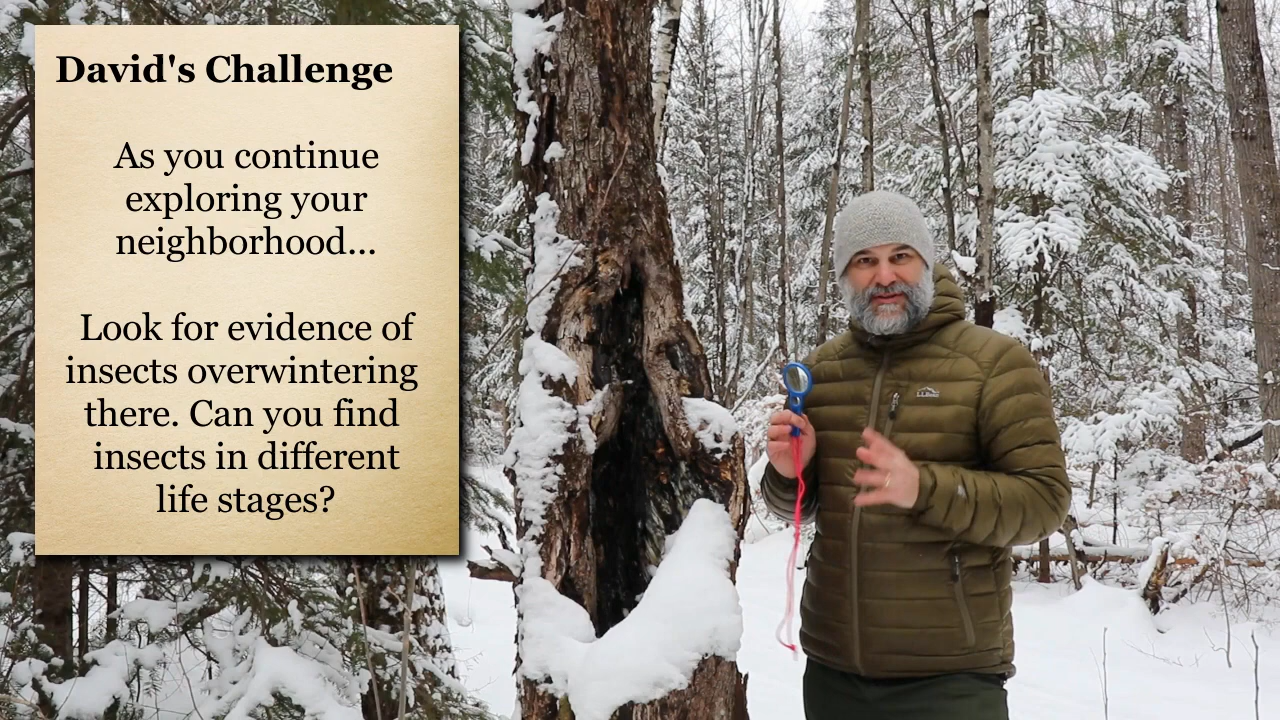 David's Challenge
As you continue
exploring your
neighborhood...
Look for evidence of
insects overwintering
there. Can you find
insects in different
life stages?